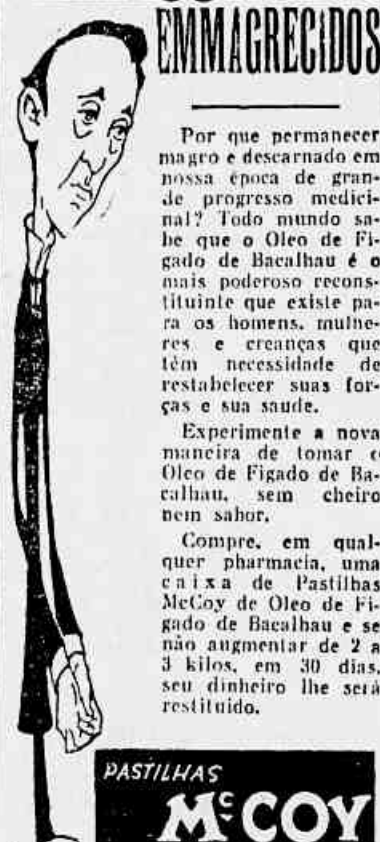 EMMAGRECIDOS
Por que permanecer
magro e descarnado em
nossa época de gran-
de progresso medici-
nal? Todo mundo sa-
be que o Oleo de Fi-
gado de Bacalhau é o
mais poderoso recons-
tituinte que existe pa-
ra os homens. mulhe-
res e creanças que
têm necessidade de
restabelecer suas for-
ças e sua saude.
Experimente a nova
maneira de tomar o
Oleo de Figado de Ba-
calhau, sem cheiro
nem sabor.
Compre, em qual-
quer pharmacia, uma
caixa de Pastilhas
McCoy de Oleo de Fi-
gado de Bacalhau e se
não augmentar de 2 a
3 kilos, em 30 dias,
seu dinheiro lhe será
restituido.
PASTILHAS
McCOY